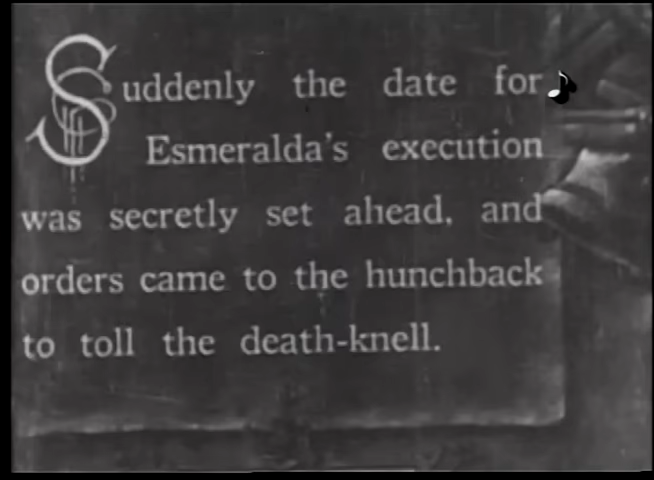 Suddenly the date for
Esmeralda's execution
was secretly set ahead, and
orders came to the hunchback
to toll the death-knell.